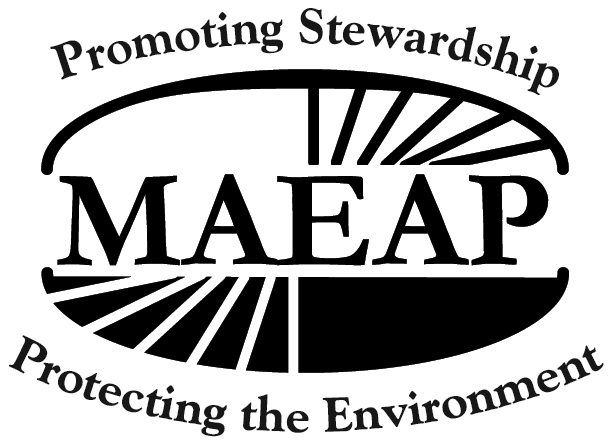 Promoting Stewardship
MAEAP
Protecting the Environment